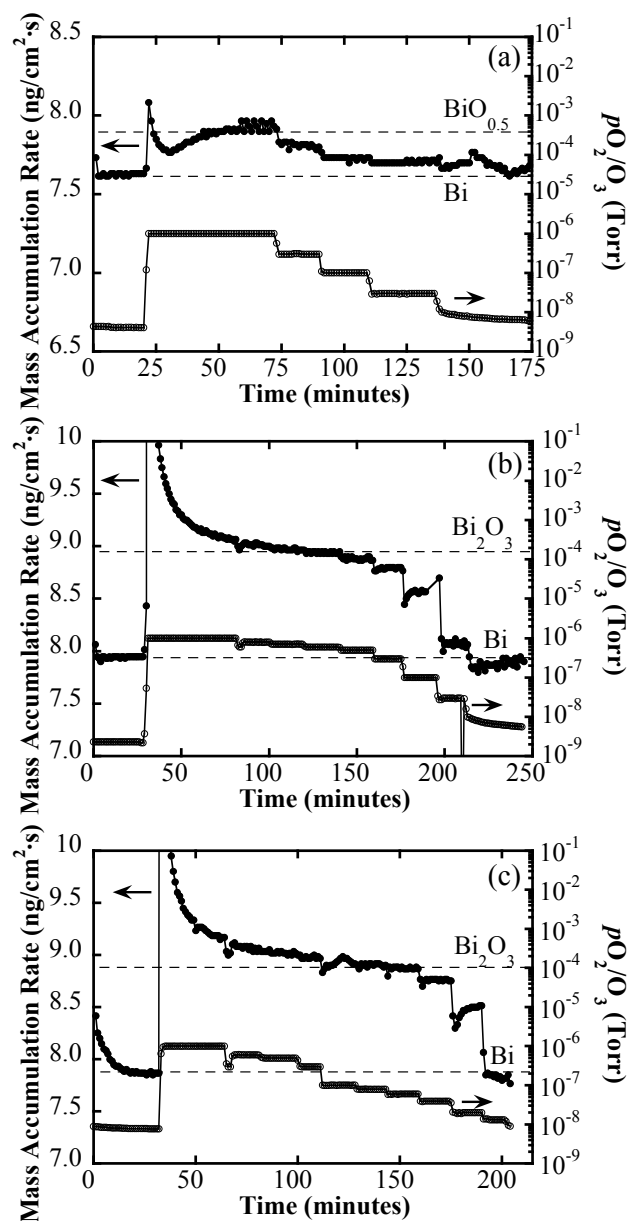 Mass Accumulation Rate (ng/cm²·s)
8.5
8.0
7.5
7.0
6.5
(a)
BiO₀.₅
Bi
10⁻¹
10⁻²
10⁻³
10⁻⁴
10⁻⁵
10⁻⁶
10⁻⁷
10⁻⁸
10⁻⁹
pO₂/O₃ (Torr)
0 25 50 75 100 125 150 175
Time (minutes)
Mass Accumulation Rate (ng/cm²·s)
10
9.5
9.0
8.5
8.0
7.5
7.0
(b)
Bi₂O₃
Bi
10⁻¹
10⁻²
10⁻³
10⁻⁴
10⁻⁵
10⁻⁶
10⁻⁷
10⁻⁸
10⁻⁹
pO₂/O₃ (Torr)
0 50 100 150 200 250
Time (minutes)
Mass Accumulation Rate (ng/cm²·s)
10
9.5
9.0
8.5
8.0
7.5
7.0
(c)
Bi₂O₃
Bi
10⁻¹
10⁻²
10⁻³
10⁻⁴
10⁻⁵
10⁻⁶
10⁻⁷
10⁻⁸
10⁻⁹
pO₂/O₃ (Torr)
0 50 100 150 200
Time (minutes)